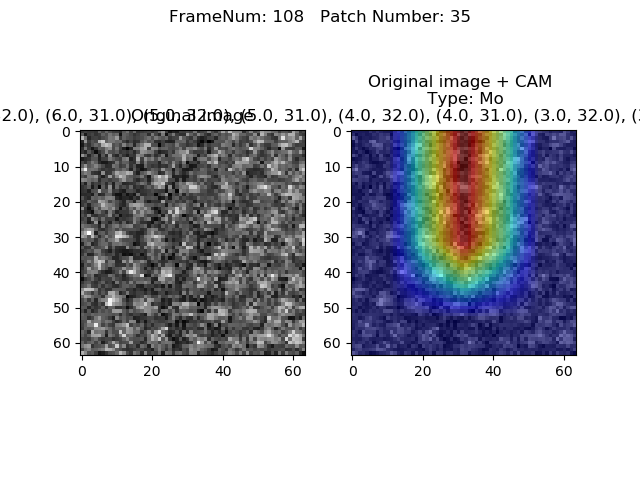 FrameNum: 108   Patch Number: 35
Original image + CAM
Type: Mo
2.0), (6.0, 31.0), (5.0, 32.0), (5.0, 31.0), (4.0, 32.0), (4.0, 31.0), (3.0, 32.0), (3
Original image
0
10
20
30
40
50
60
0 20 40 60
0
10
20
30
40
50
60
0 20 40 60